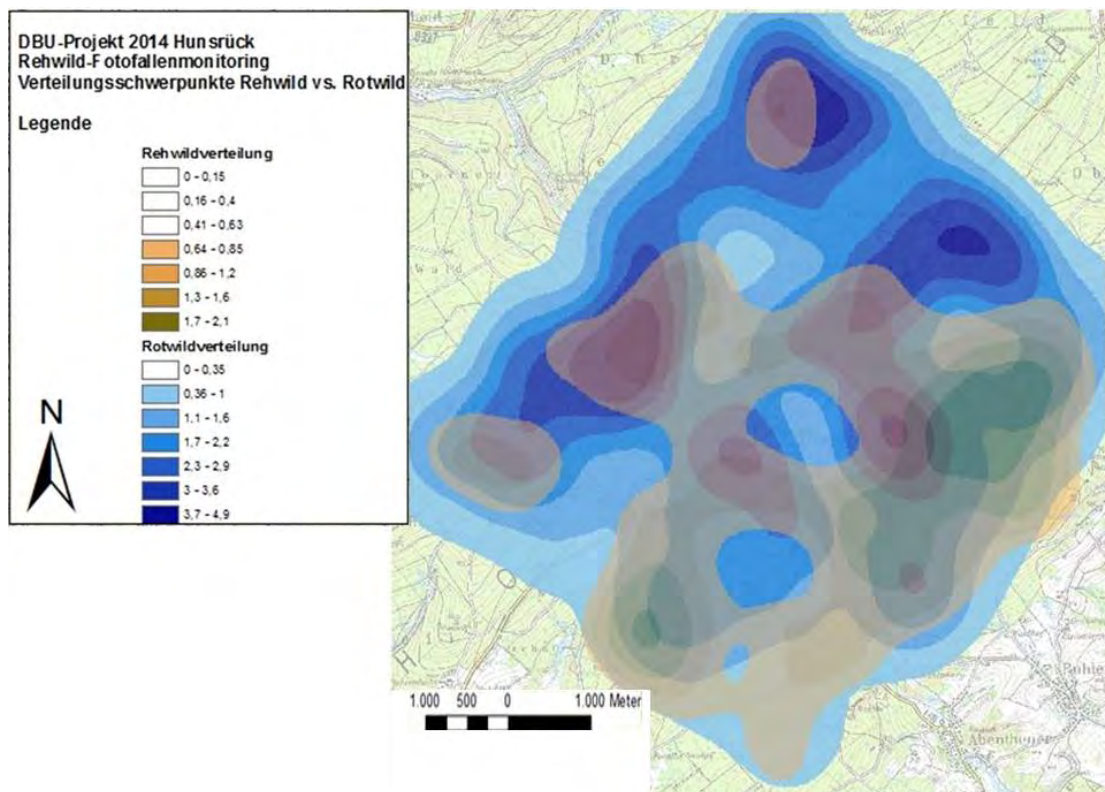 DBU-Projekt 2014 Hunsrück
Rehwild-Fotofallenmonitoring
Verteilungsschwerpunkte Rehwild vs. Rotwild
Legende
Rehwildverteilung
0 - 0,15
0,16 - 0,4
0,41 - 0,63
0,64 - 0,85
0,86 - 1,2
1,3 - 1,6
1,7 - 2,1
Rotwildverteilung
0 - 0,35
0,36 - 1
1,1 - 1,6
1,7 - 2,2
2,3 - 2,9
3 - 3,6
3,7 - 4,9
N
1.000 500 0 1.000 Meter